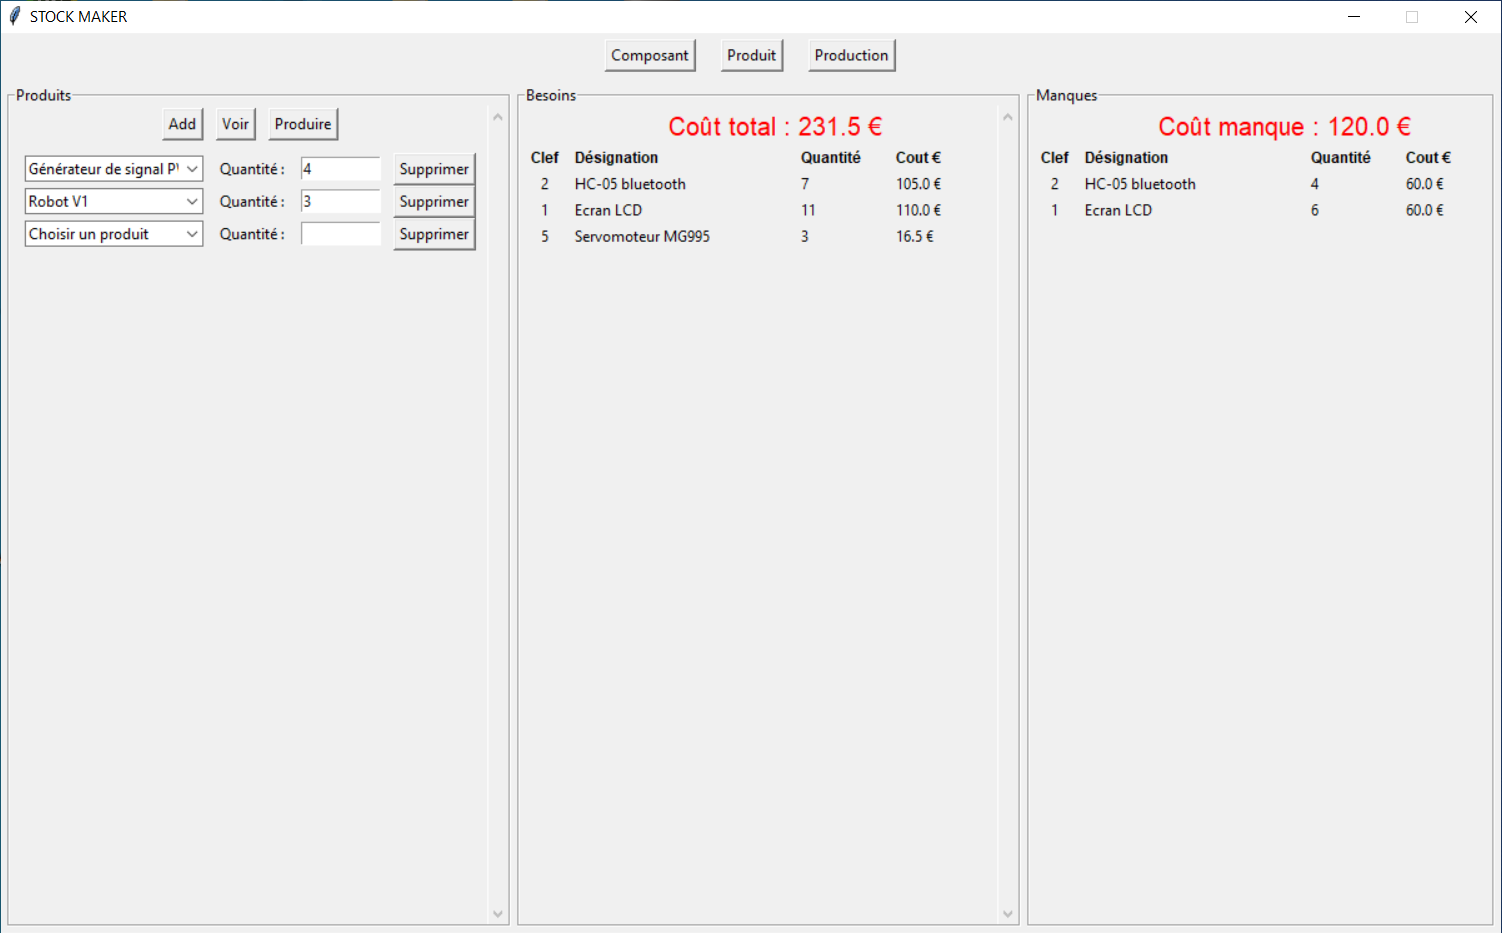 STOCK MAKER
Composant Produit Production
Produits
Add Voir Produire
Générateur de signal P Quantité : 4 Supprimer
Robot V1 Quantité : 3 Supprimer
Choisir un produit Quantité : Supprimer
Besoins
Coût total : 231.5 €
Clef Désignation Quantité Cout €
2 HC-05 bluetooth 7 105.0 €
1 Ecran LCD 11 110.0 €
5 Servomoteur MG995 3 16.5 €
Manques
Coût manque : 120.0 €
Clef Désignation Quantité Cout €
2 HC-05 bluetooth 4 60.0 €
1 Ecran LCD 6 60.0 €